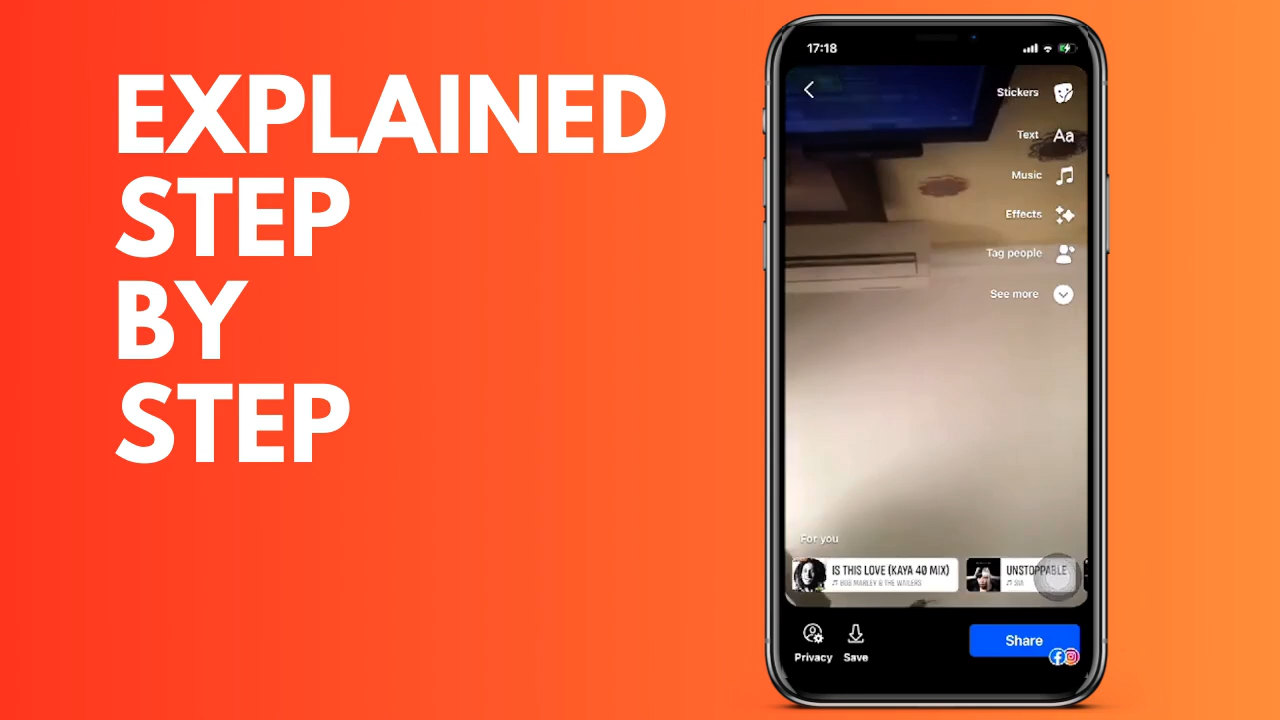 EXPLAINED
STEP
BY
STEP
17:18
Stickers
Text Aa
Music
Effects
Tag people
See more
For you
IS THIS LOVE (KAYA 40 MIX)
BOB MARLEY & THE WAILERS
UNSTOPPABLE
SIA
Privacy
Save
Share